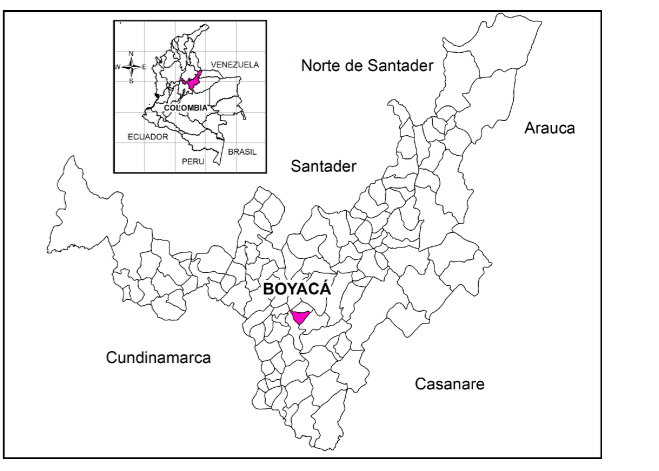 N
W E
S
VENEZUELA
COLOMBIA
ECUADOR
BRASIL
PERU
Norte de Santader
Arauca
Santader
BOYACÁ
Cundinamarca
Casanare